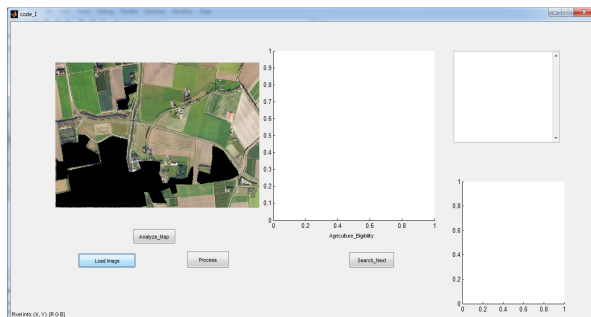 code_1
1
0.9
0.8
0.7
0.6
0.5
0.4
0.3
0.2
0.1
0
0 0.2 0.4 0.6 0.8 1
Agriculture_Eligibility:
Analyze_Map
Load Image
Process
Search_Next
1
0.8
0.6
0.4
0.2
0
0 0.2 0.4 0.6 0.8 1
Pixel info: (X, Y) [R G B]